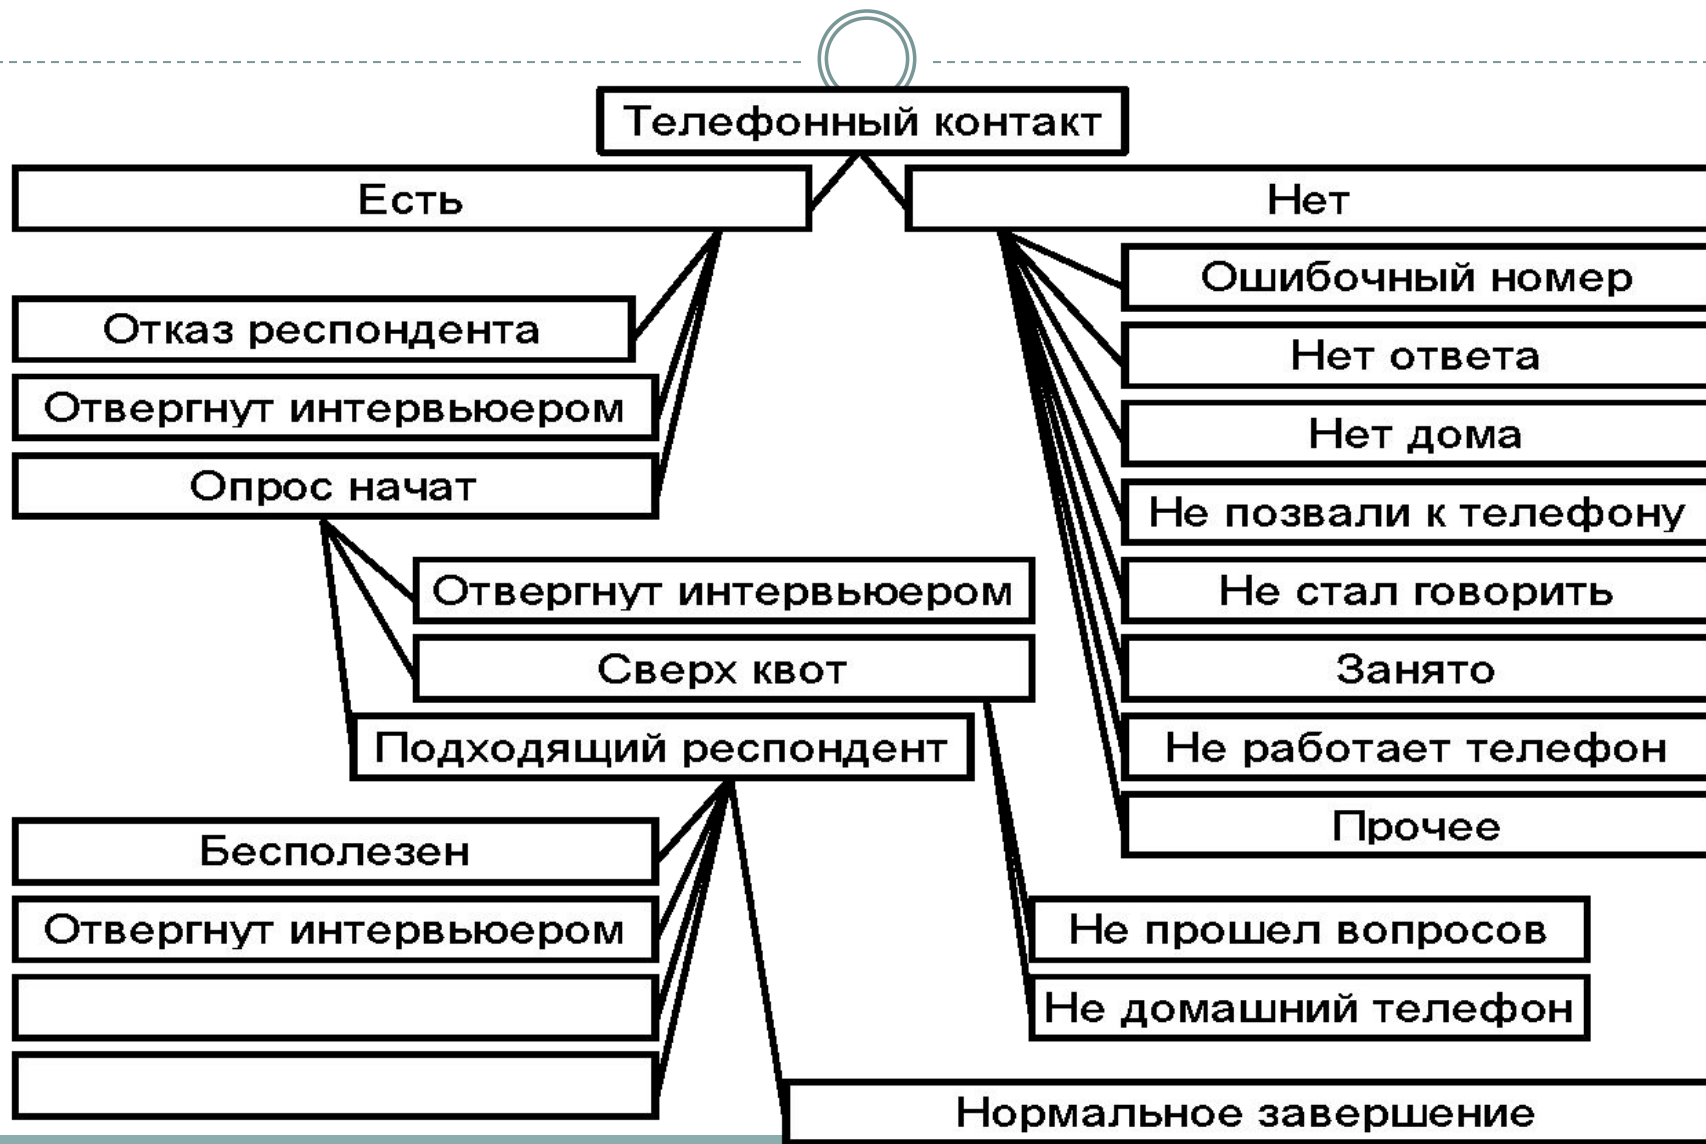 Телефонный контакт
Есть
Нет
Отказ респондента
Отвергнут интервьюером
Опрос начат
Ошибочный номер
Нет ответа
Нет дома
Не позвали к телефону
Не стал говорить
Занято
Не работает телефон
Прочее
Отвергнут интервьюером
Сверх квот
Подходящий респондент
Бесполезен
Отвергнут интервьюером
Не прошел вопросов
Не домашний телефон
Нормальное завершение